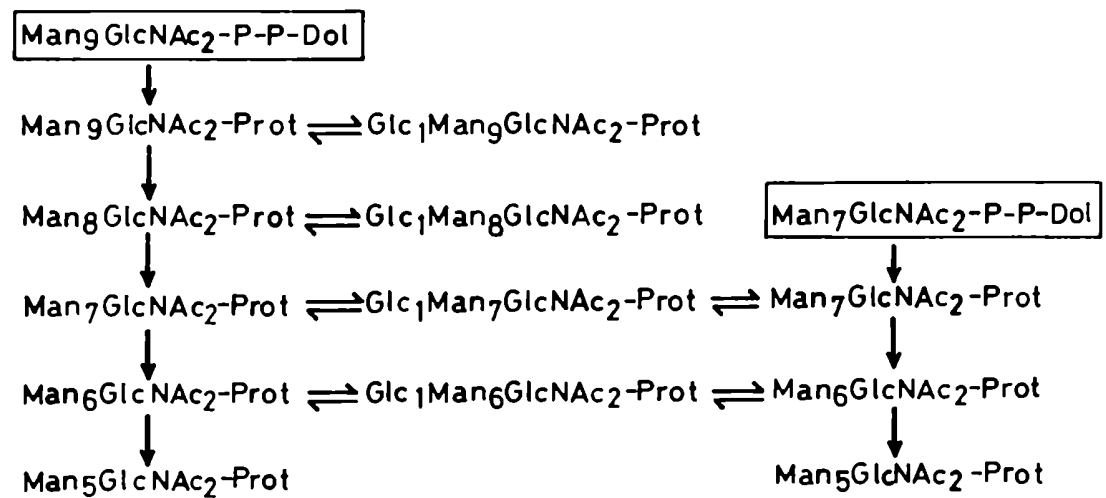 Man9GlcNAc2-P-P-Dol
Man9GlcNAc2-Prot ⇌ Glc1Man9GlcNAc2-Prot
Man8GlcNAc2-Prot ⇌ Glc1Man8GlcNAc2-Prot
Man7GlcNAc2-P-P-Dol
Man7GlcNAc2-Prot ⇌ Glc1Man7GlcNAc2-Prot ⇌ Man7GlcNAc2-Prot
Man6GlcNAc2-Prot ⇌ Glc1Man6GlcNAc2-Prot ⇌ Man6GlcNAc2-Prot
Man5GlcNAc2-Prot
Man5GlcNAc2-Prot